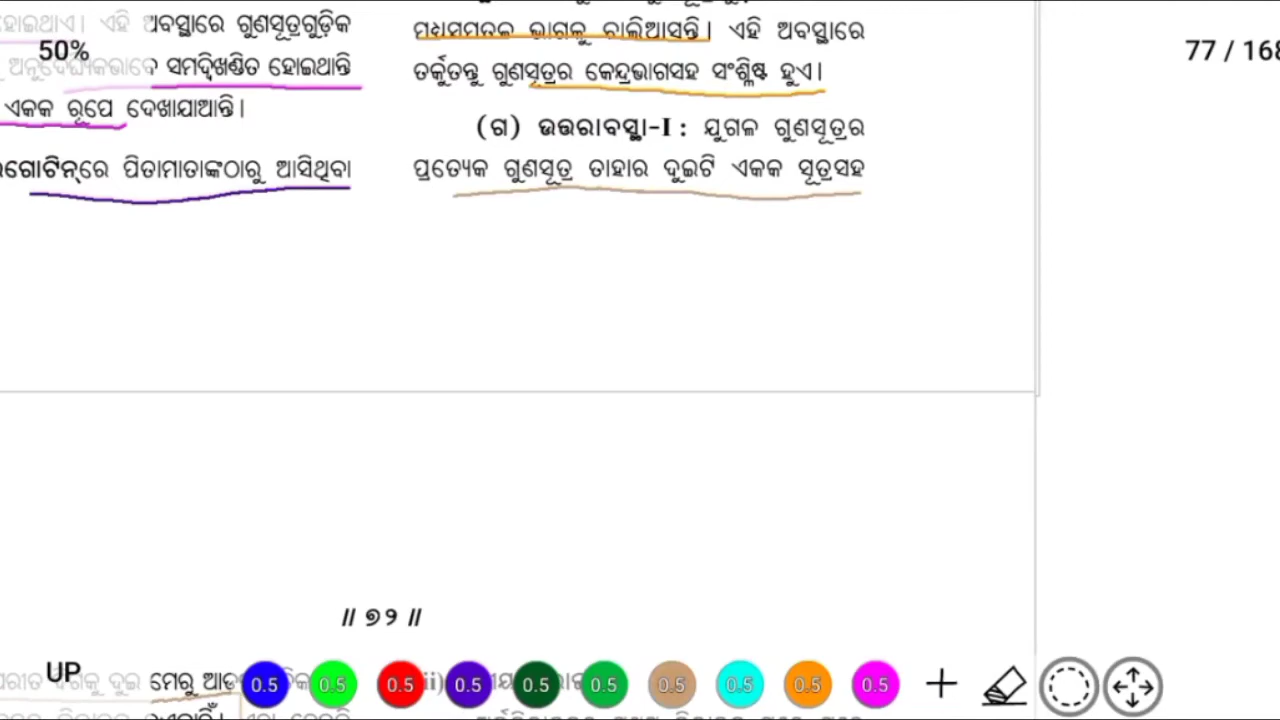 ହୋଇଥାଏ। ଏହି ଅବସ୍ଥାରେ ଗୁଣସୂତ୍ରଗୁଡ଼ିକ
50%
ଅନୁଦୈର୍ଘ୍ୟଭାବେ ସମଦ୍ୱିଖଣ୍ଡିତ ହୋଇଥାନ୍ତି
ଏକକ ରୂପେ ଦେଖାଯାଆନ୍ତି।
ପିତାମାତାଙ୍କଠାରୁ ଆସିଥିବା
ମଧ୍ୟସମତଳ ଭାଗକୁ ଚାଲିଆସନ୍ତି। ଏହି ଅବସ୍ଥାରେ
ତର୍କୁତନ୍ତୁ ଗୁଣସୂତ୍ରର କେନ୍ଦ୍ରଭାଗସହ ସଂଶ୍ଳିଷ୍ଟ ହୁଏ।
(ଗ) ଉତ୍ତରାବସ୍ଥା-I : ଯୁଗଳ ଗୁଣସୂତ୍ରର
ପ୍ରତ୍ୟେକ ଗୁଣସୂତ୍ର ତାହାର ଦୁଇଟି ଏକକ ସୂତ୍ରସହ
77 / 168
// ୭୨ //
UP
ଦୁଇ ମେରୁ ଆଡ଼
0.5 0.5 0.5 0.5 0.5 0.5 0.5 0.5 0.5 0.5